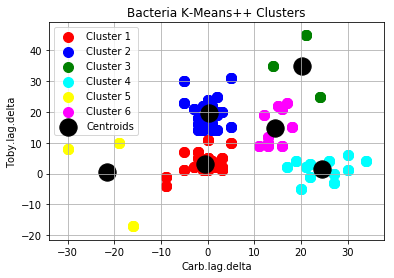 Bacteria K-Means++ Clusters
Toby.lag.delta
40
30
20
10
0
−10
−20
Cluster 1
Cluster 2
Cluster 3
Cluster 4
Cluster 5
Cluster 6
Centroids
−30 −20 −10 0 10 20 30
Carb.lag.delta